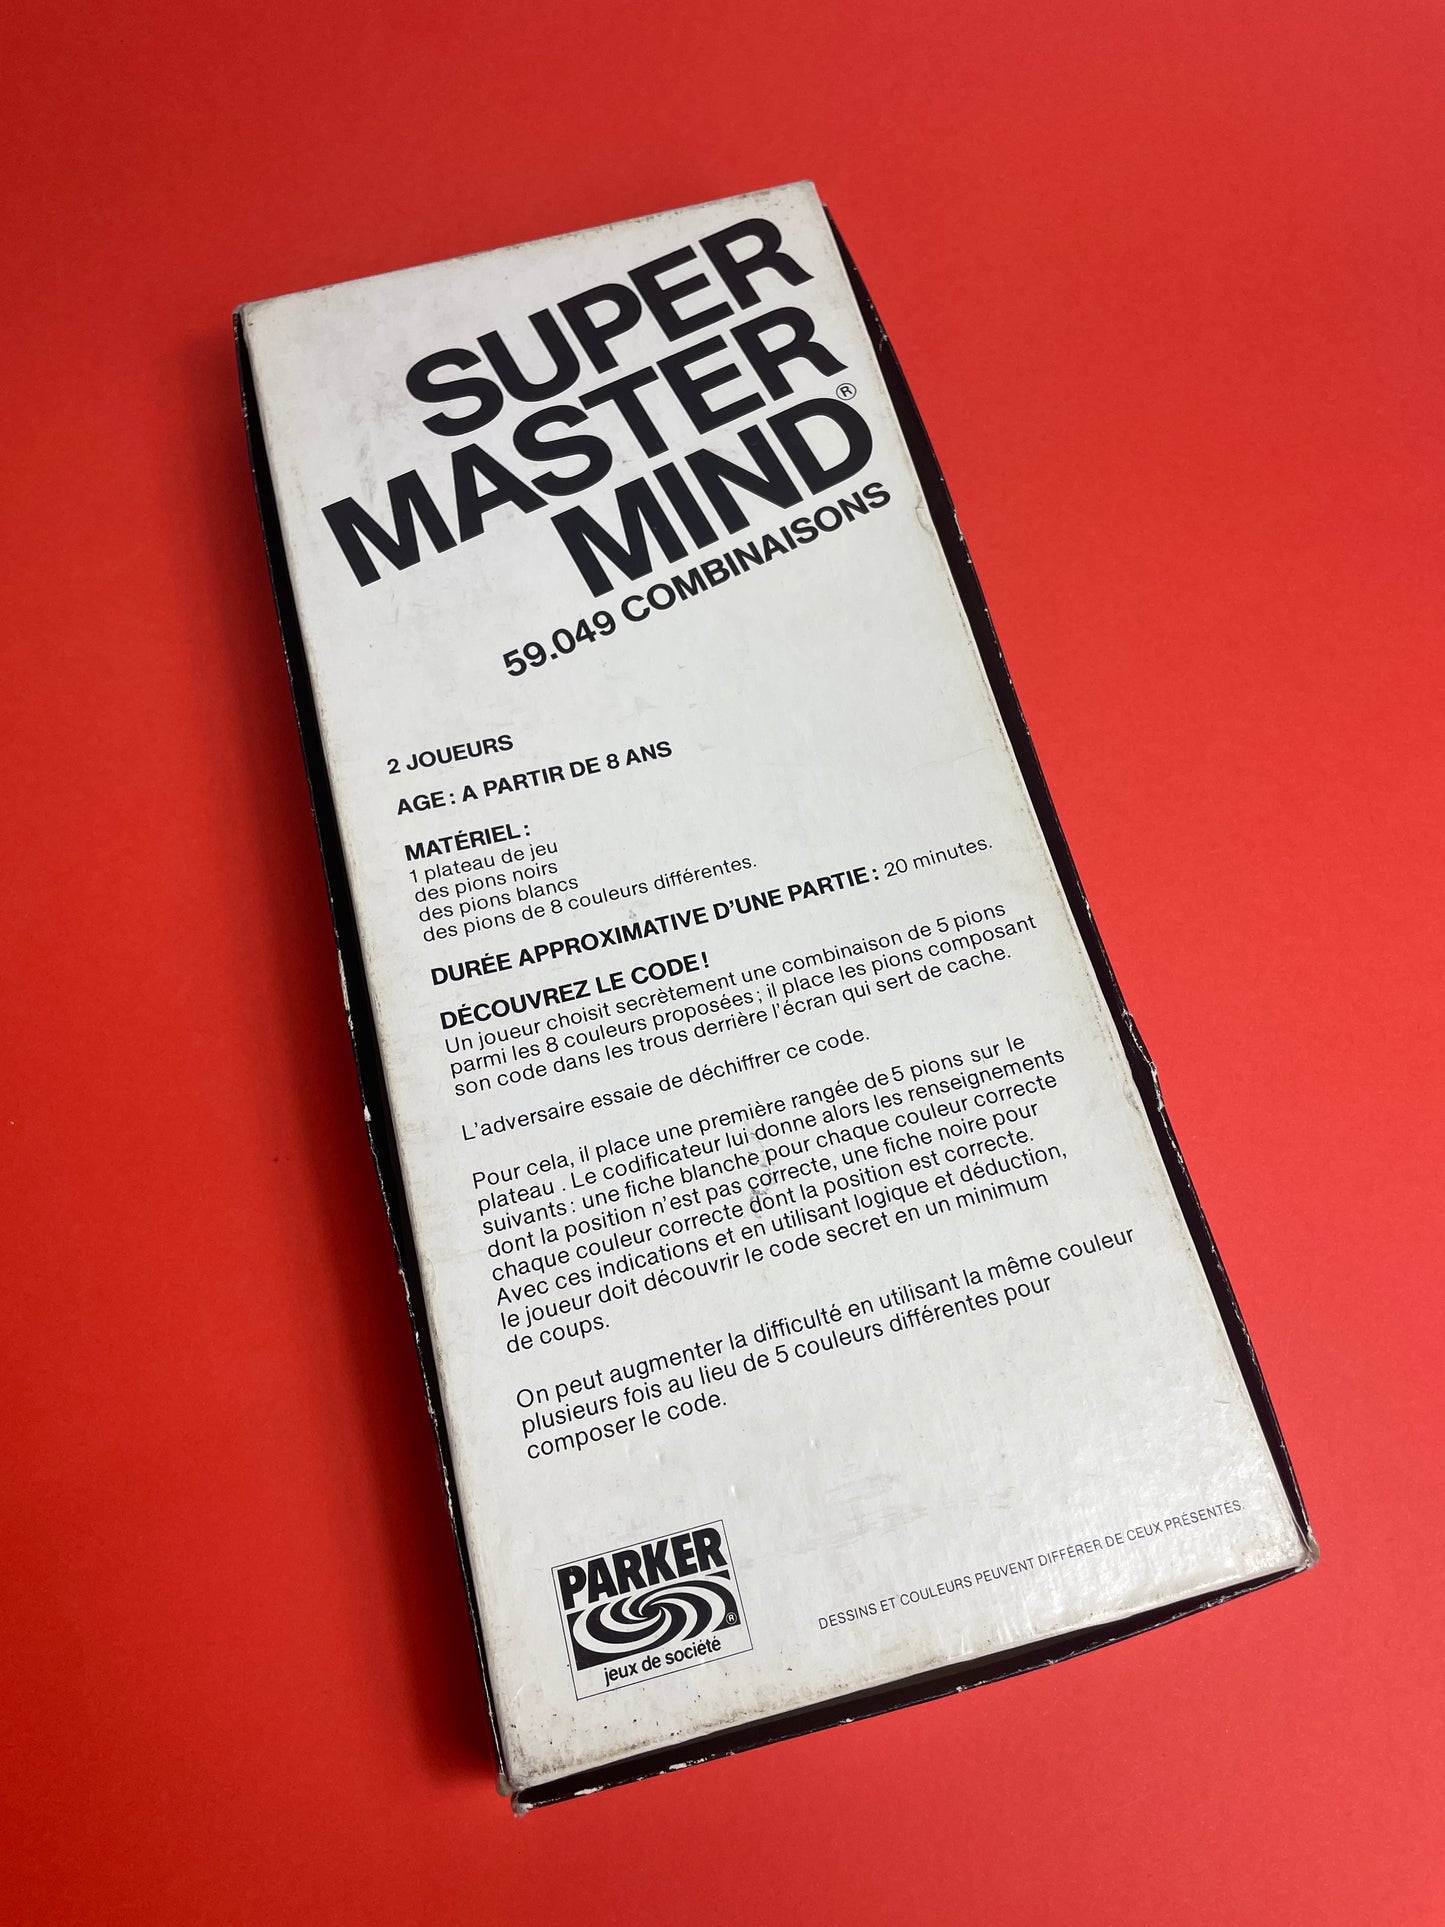 SUPER
MASTER
MIND®
59.049 COMBINAISONS
2 JOUEURS
AGE : A PARTIR DE 8 ANS
MATÉRIEL :
1 plateau de jeu
des pions noirs
des pions blancs
des pions de 8 couleurs différentes.
DURÉE APPROXIMATIVE D'UNE PARTIE : 20 minutes.
DÉCOUVREZ LE CODE !
Un joueur choisit secrètement une combinaison de 5 pions
parmi les 8 couleurs proposées ; il place les pions composant
son code dans les trous derrière l'écran qui sert de cache.
L'adversaire essaie de déchiffrer ce code.
Pour cela, il place une première rangée de 5 pions sur le
plateau . Le codificateur lui donne alors les renseignements
suivants : une fiche blanche pour chaque couleur correcte
dont la position n'est pas correcte, une fiche noire pour
chaque couleur correcte dont la position est correcte.
Avec ces indications et en utilisant logique et déduction,
le joueur doit découvrir le code secret en un minimum
de coups.
On peut augmenter la difficulté en utilisant la même couleur
plusieurs fois au lieu de 5 couleurs différentes pour
composer le code.
PARKER
®
jeux de société
DESSINS ET COULEURS PEUVENT DIFFÉRER DE CEUX PRÉSENTÉS.